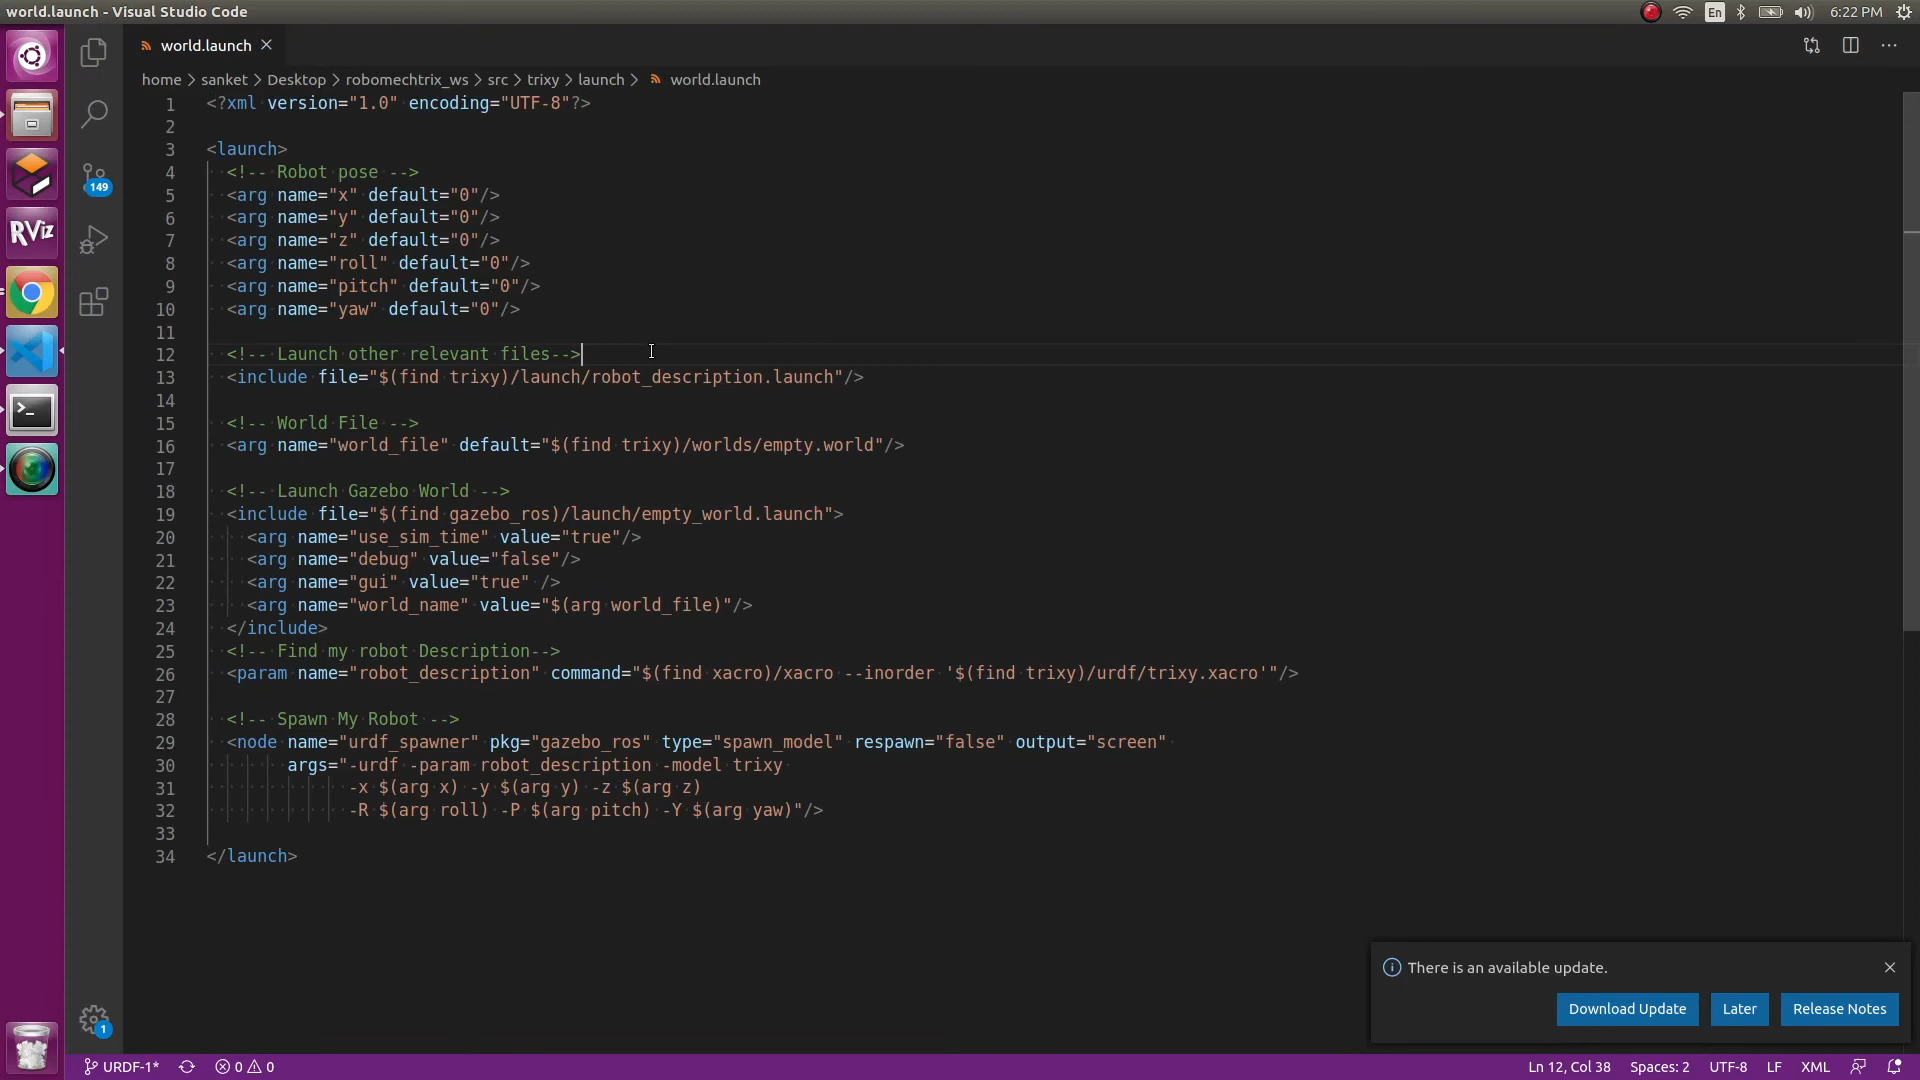 world.launch - Visual Studio Code
En
6:22 PM
world.launch
home > sanket > Desktop > robomechtrix_ws > src > trixy > launch > world.launch
1 <?xml version="1.0" encoding="UTF-8"?>
2
3 <launch>
4 <!-- Robot pose -->
5 <arg name="x" default="0"/>
6 <arg name="y" default="0"/>
7 <arg name="z" default="0"/>
8 <arg name="roll" default="0"/>
9 <arg name="pitch" default="0"/>
10 <arg name="yaw" default="0"/>
11
12 <!-- Launch other relevant files-->
13 <include file="$(find trixy)/launch/robot_description.launch"/>
14
15 <!-- World File -->
16 <arg name="world_file" default="$(find trixy)/worlds/empty.world"/>
17
18 <!-- Launch Gazebo World -->
19 <include file="$(find gazebo_ros)/launch/empty_world.launch">
20 <arg name="use_sim_time" value="true"/>
21 <arg name="debug" value="false"/>
22 <arg name="gui" value="true" />
23 <arg name="world_name" value="$(arg world_file)"/>
24 </include>
25 <!-- Find my robot Description-->
26 <param name="robot_description" command="$(find xacro)/xacro --inorder '$(find trixy)/urdf/trixy.xacro'"/>
27
28 <!-- Spawn My Robot -->
29 <node name="urdf_spawner" pkg="gazebo_ros" type="spawn_model" respawn="false" output="screen"
30 args="-urdf -param robot_description -model trixy
31 -x $(arg x) -y $(arg y) -z $(arg z)
32 -R $(arg roll) -P $(arg pitch) -Y $(arg yaw)"/>
33
34 </launch>
149
RViz
1
There is an available update.
Download Update
Later
Release Notes
URDF-1*
0
0
Ln 12, Col 38
Spaces: 2
UTF-8
LF
XML